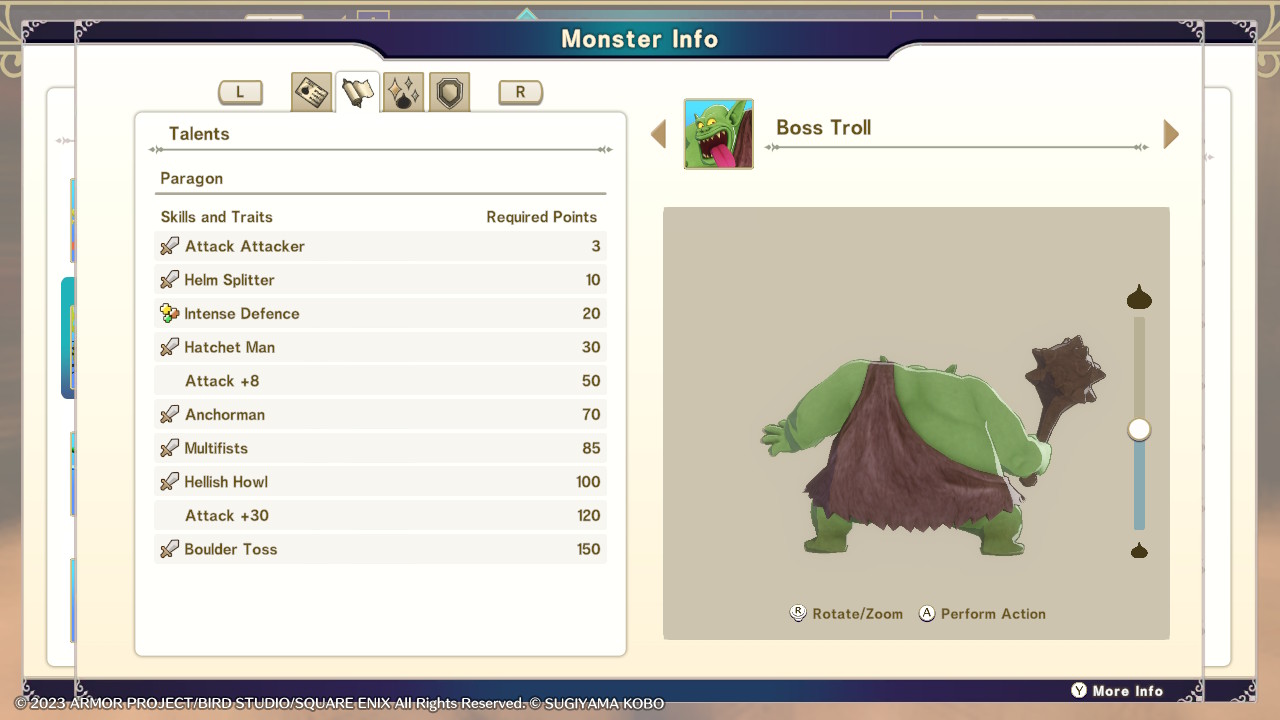 Monster Info
L
R
Talents
Paragon
Skills and Traits Required Points
Attack Attacker 3
Helm Splitter 10
Intense Defence 20
Hatchet Man 30
Attack +8 50
Anchorman 70
Multifists 85
Hellish Howl 100
Attack +30 120
Boulder Toss 150
Boss Troll
R Rotate/Zoom A Perform Action
Y More Info
© 2023 ARMOR PROJECT/BIRD STUDIO/SQUARE ENIX All Rights Reserved. © SUGIYAMA KOBO